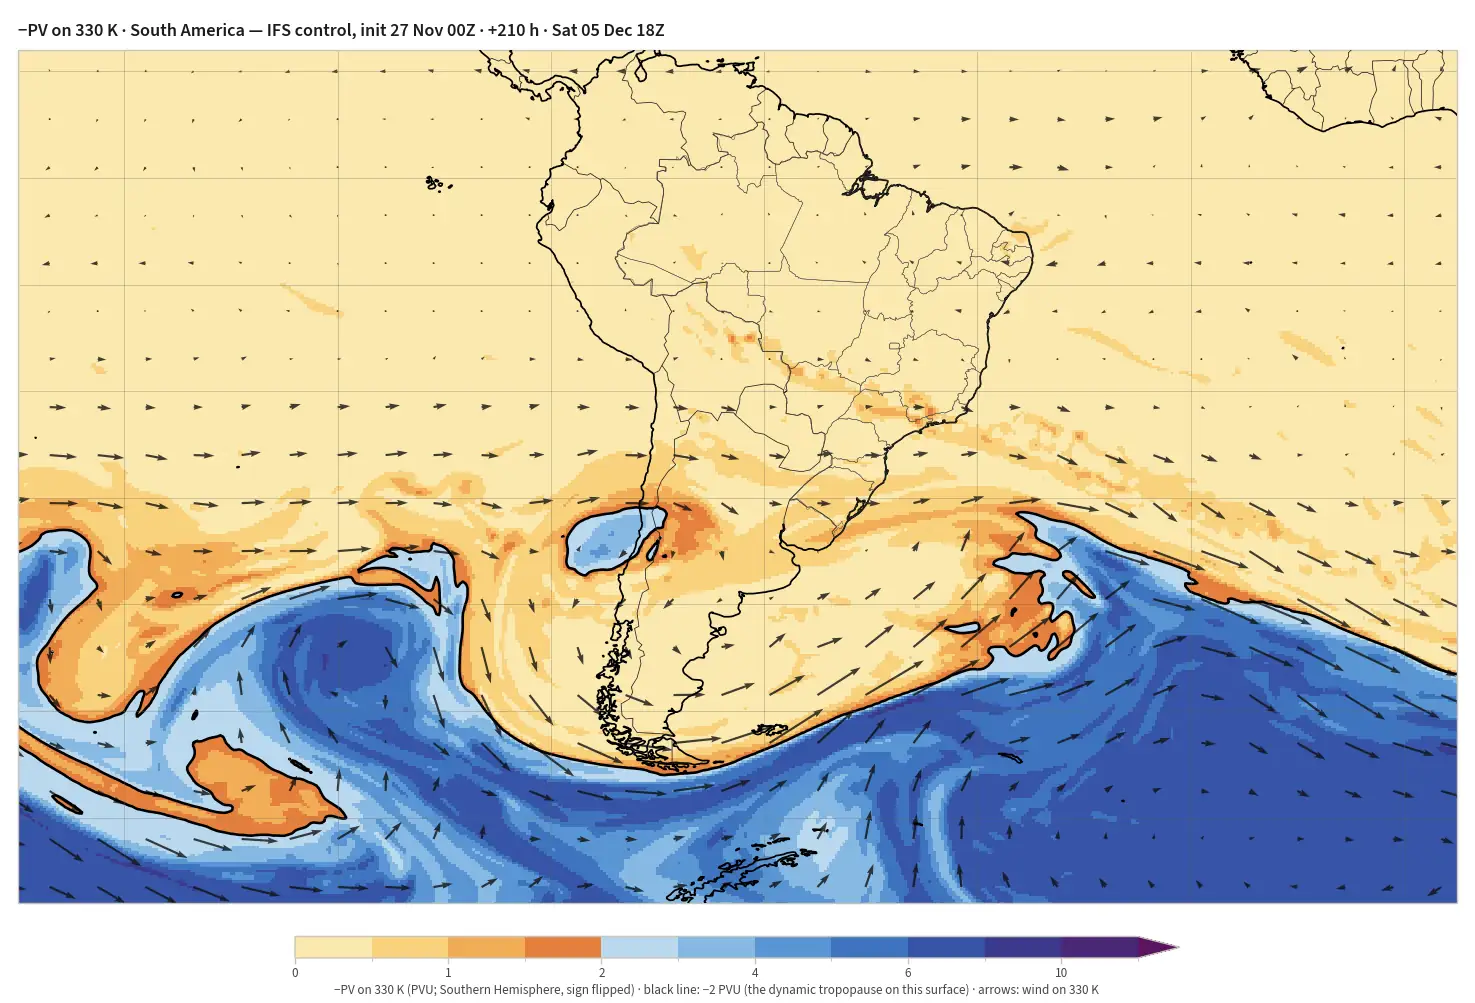 −PV on 330 K · South America — IFS control, init 27 Nov 00Z · +210 h · Sat 05 Dec 18Z
0 1 2 4 6 10
−PV on 330 K (PVU; Southern Hemisphere, sign flipped) · black line: −2 PVU (the dynamic tropopause on this surface) · arrows: wind on 330 K